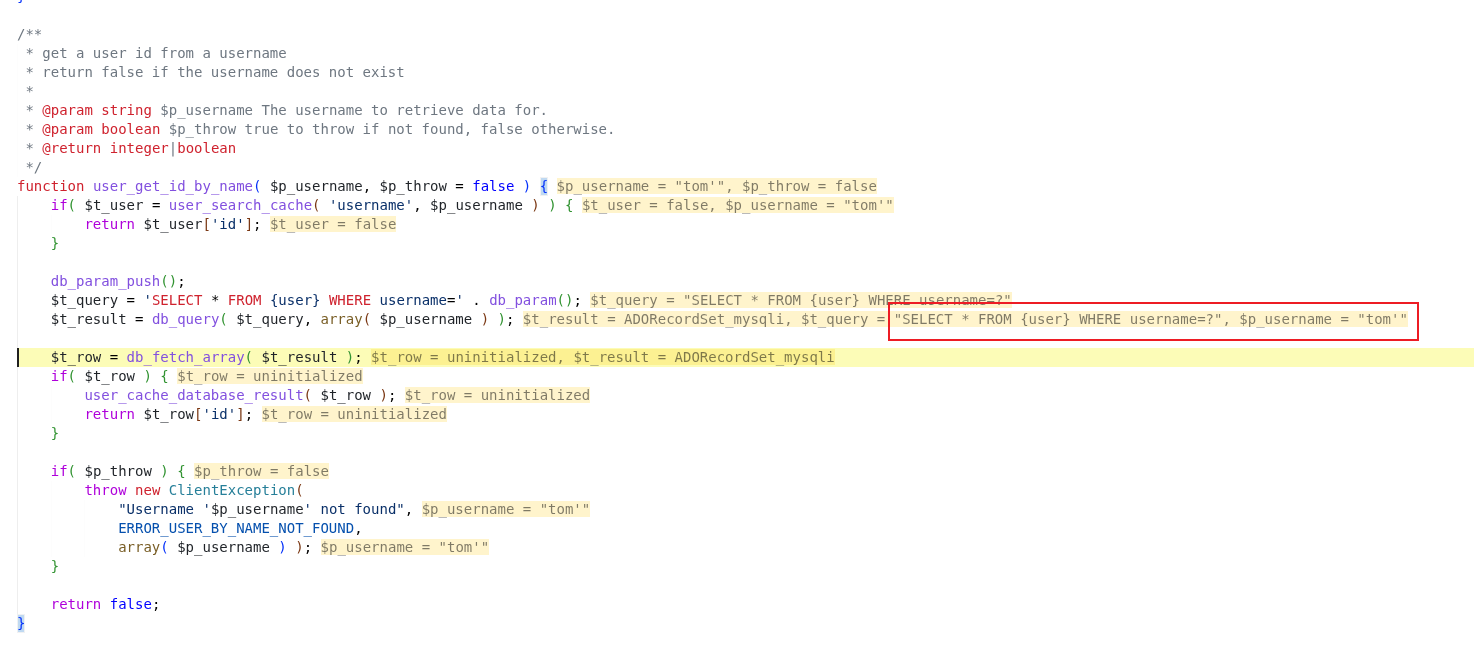 /**
 * get a user id from a username
 * return false if the username does not exist
 *
 * @param string $p_username The username to retrieve data for.
 * @param boolean $p_throw true to throw if not found, false otherwise.
 * @return integer|boolean
 */
function user_get_id_by_name( $p_username, $p_throw = false ) { $p_username = "tom'", $p_throw = false
    if( $t_user = user_search_cache( 'username', $p_username ) ) { $t_user = false, $p_username = "tom'"
        return $t_user['id']; $t_user = false
    }
    db_param_push();
    $t_query = 'SELECT * FROM {user} WHERE username=' . db_param(); $t_query = "SELECT * FROM {user} WHERE username=?"
    $t_result = db_query( $t_query, array( $p_username ) ); $t_result = ADORecordSet_mysqli, $t_query = "SELECT * FROM {user} WHERE username=?", $p_username = "tom'"
    $t_row = db_fetch_array( $t_result ); $t_row = uninitialized, $t_result = ADORecordSet_mysqli
    if( $t_row ) { $t_row = uninitialized
        user_cache_database_result( $t_row ); $t_row = uninitialized
        return $t_row['id']; $t_row = uninitialized
    }
    if( $p_throw ) { $p_throw = false
        throw new ClientException(
            "Username '$p_username' not found", $p_username = "tom'"
            ERROR_USER_BY_NAME_NOT_FOUND,
            array( $p_username ) ); $p_username = "tom'"
    }
    return false;
}